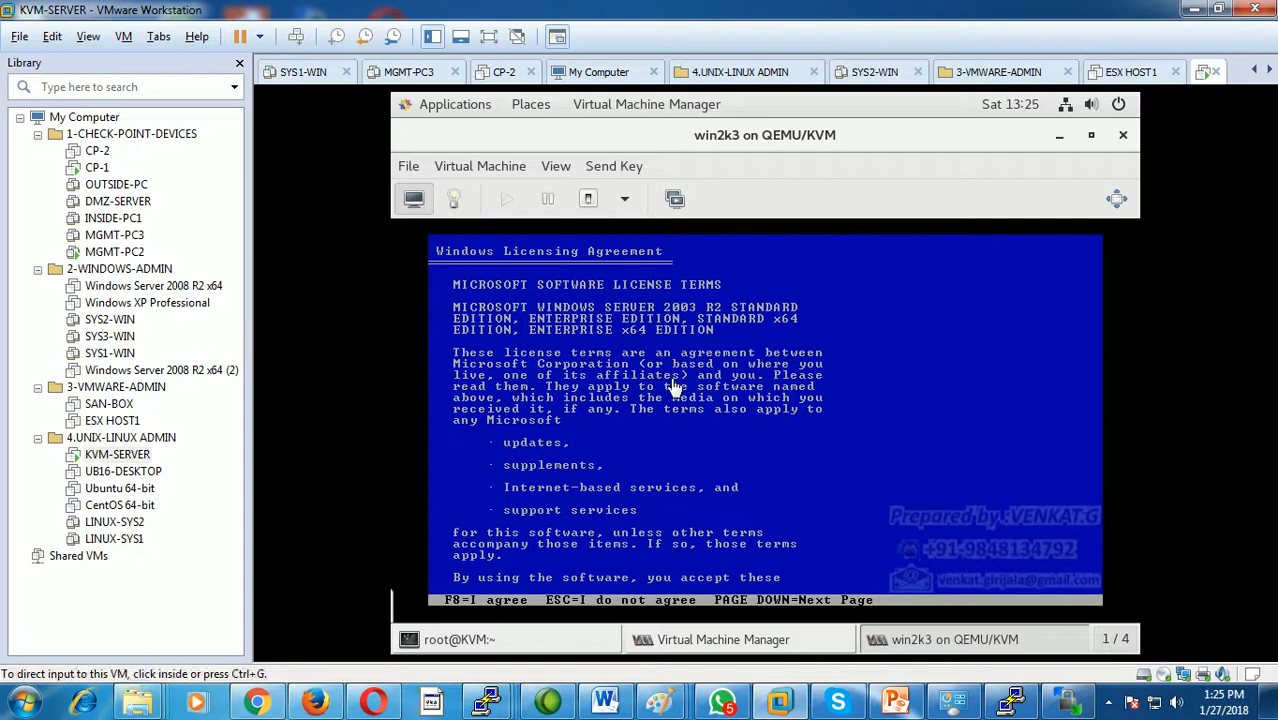 KVM-SERVER - VMware Workstation
File Edit View VM Tabs Help
Library
Type here to search
SYS1-WIN MGMT-PC3 CP-2 My Computer 4.UNIX-LINUX ADMIN SYS2-WIN 3-VMWARE-ADMIN ESX HOST1
My Computer
1-CHECK-POINT-DEVICES
CP-2
CP-1
OUTSIDE-PC
DMZ-SERVER
INSIDE-PC1
MGMT-PC3
MGMT-PC2
2-WINDOWS-ADMIN
Windows Server 2008 R2 x64
Windows XP Professional
SYS2-WIN
SYS3-WIN
SYS1-WIN
Windows Server 2008 R2 x64 (2)
3-VMWARE-ADMIN
SAN-BOX
ESX HOST1
4.UNIX-LINUX ADMIN
KVM-SERVER
UB16-DESKTOP
Ubuntu 64-bit
CentOS 64-bit
LINUX-SYS2
LINUX-SYS1
Shared VMs
Applications Places Virtual Machine Manager Sat 13:25
win2k3 on QEMU/KVM
File Virtual Machine View Send Key
Windows Licensing Agreement
MICROSOFT SOFTWARE LICENSE TERMS
MICROSOFT WINDOWS SERVER 2003 R2 STANDARD
EDITION, ENTERPRISE EDITION, STANDARD x64
EDITION, ENTERPRISE x64 EDITION
These license terms are an agreement between
Microsoft Corporation (or based on where you
live, one of its affiliates) and you. Please
read them. They apply to the software named
above, which includes the media on which you
received it, if any. The terms also apply to
any Microsoft
· updates,
· supplements,
· Internet-based services, and
· support services
for this software, unless other terms
accompany those items. If so, those terms
apply.
By using the software, you accept these
F8=I agree ESC=I do not agree PAGE DOWN=Next Page
Prepared by :VENKAT.G
+91-9848134792
venkat.girijala@gmail.com
root@KVM:~ Virtual Machine Manager win2k3 on QEMU/KVM 1 / 4
To direct input to this VM, click inside or press Ctrl+G.
5
1:25 PM
1/27/2018